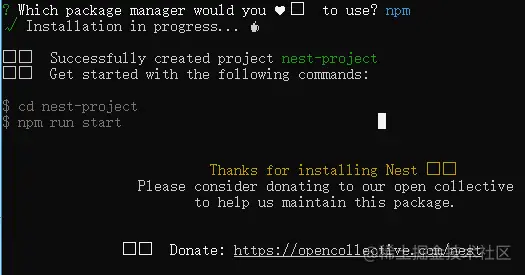 ? Which package manager would you ❤️ to use? npm
√ Installation in progress... ☕
Successfully created project nest-project
Get started with the following commands:
$ cd nest-project
$ npm run start
Thanks for installing Nest
Please consider donating to our open collective
to help us maintain this package.
Donate: https://opencollective.com/nest
@稀土掘金技术社区